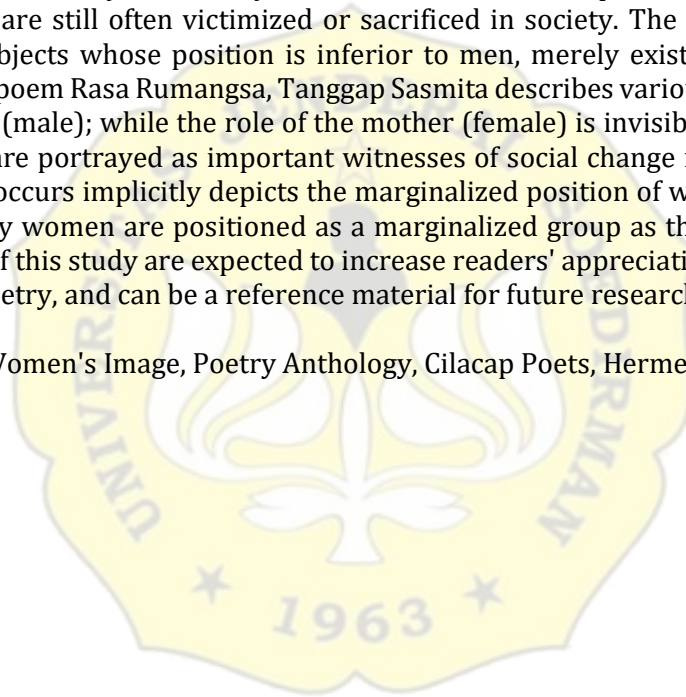 are still often victimized or sacrificed in society. The
bjects whose position is inferior to men, merely exist
poem Rasa Rumangsa, Tanggap Sasmita describes vario
(male); while the role of the mother (female) is invisib
are portrayed as important witnesses of social change
occurs implicitly depicts the marginalized position of w
y women are positioned as a marginalized group as th
f this study are expected to increase readers' appreciati
etry, and can be a reference material for future research
Women's Image, Poetry Anthology, Cilacap Poets, Herme
UNIVERSITAS JENDERAL SOEDIRMAN
1963